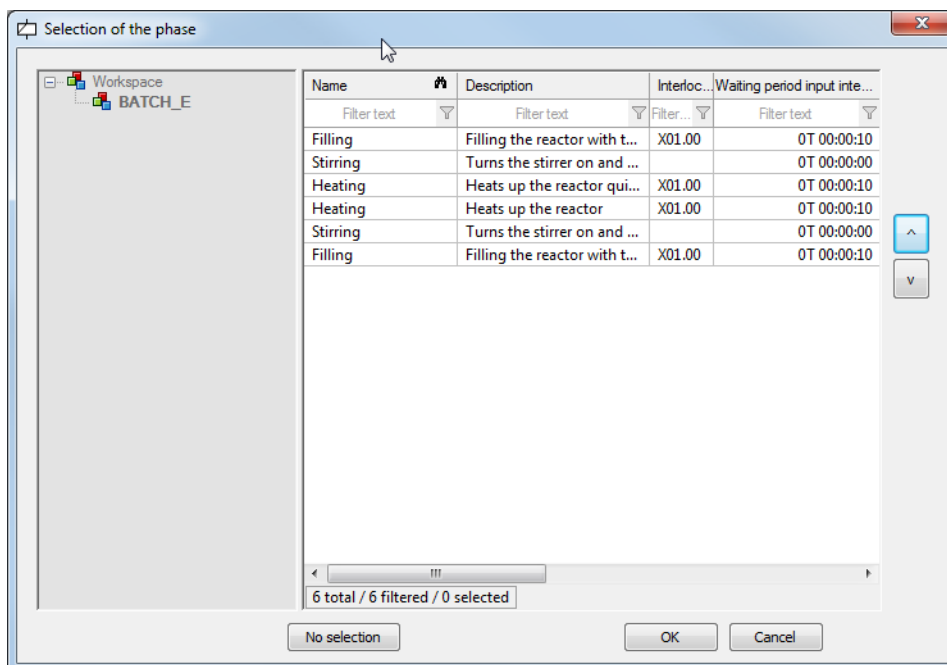 Selection of the phase
Workspace
BATCH_E
Name Description Interloc... Waiting period input inte...
Filter text Filter text Filter... Filter text
Filling Filling the reactor with t... X01.00 0T 00:00:10
Stirring Turns the stirrer on and ... 0T 00:00:00
Heating Heats up the reactor qui... X01.00 0T 00:00:10
Heating Heats up the reactor X01.00 0T 00:00:10
Stirring Turns the stirrer on and ... 0T 00:00:00
Filling Filling the reactor with t... X01.00 0T 00:00:10
6 total / 6 filtered / 0 selected
No selection OK Cancel